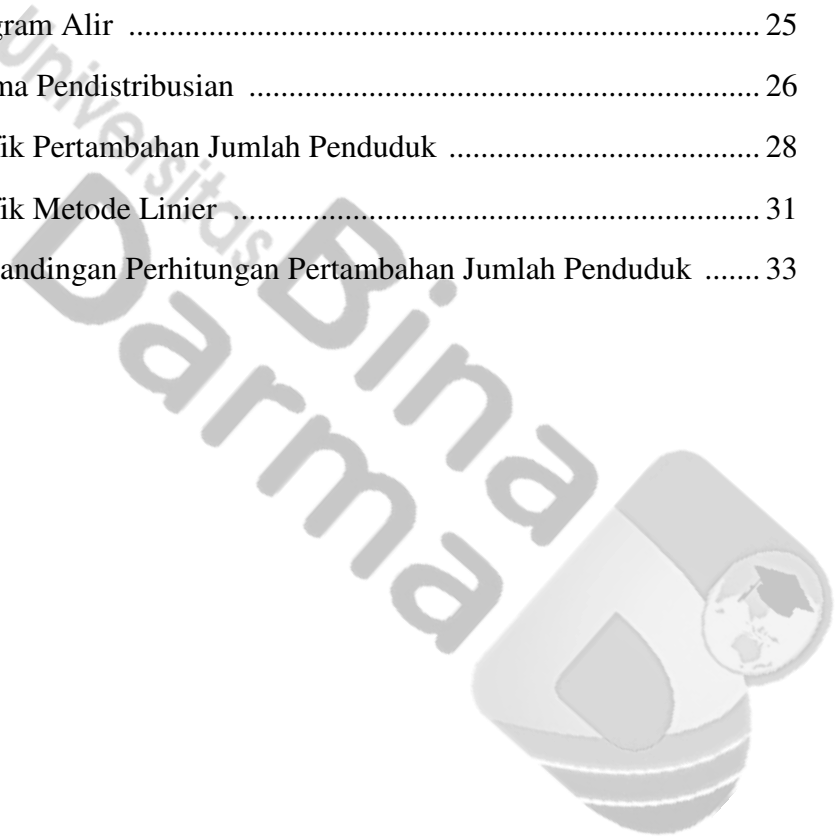 gram Alir ................................................................................ 25
ma Pendistribusian ................................................................. 26
fik Pertambahan Jumlah Penduduk ....................................... 28
fik Metode Linier ................................................................... 31
andingan Perhitungan Pertambahan Jumlah Penduduk ....... 33
Universitas
Bina
Darma